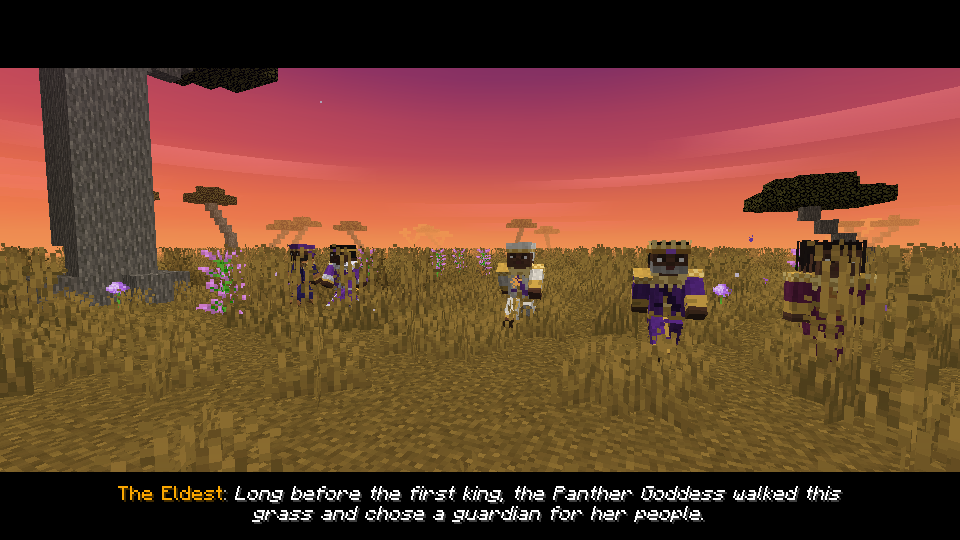 The Eldest: Long before the first king, the Panther Goddess walked this
grass and chose a guardian for her people.